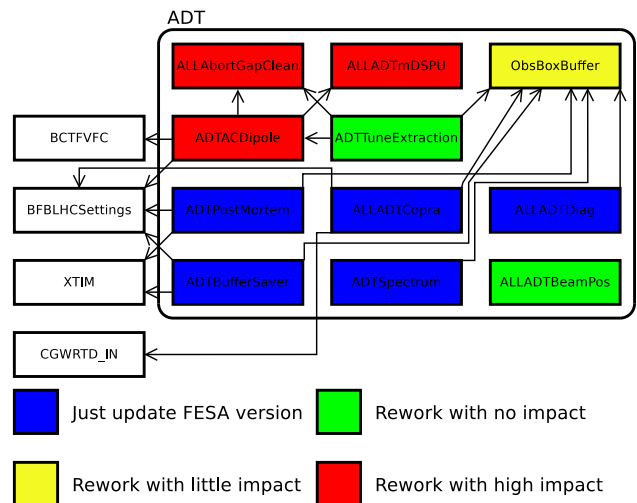 ADT
ALLAbortGapClean
ALLADTmDSPU
ObsBoxBuffer
BCTFVFC
ADTACDipole
ADTTuneExtraction
BFBLHCSettings
ADTPostMortem
ALLADTCopra
ALLADTDiag
XTIM
ADTBufferSaver
ADTSpectrum
ALLADTBeamPos
CGWRTD_IN
Just update FESA version
Rework with no impact
Rework with little impact
Rework with high impact